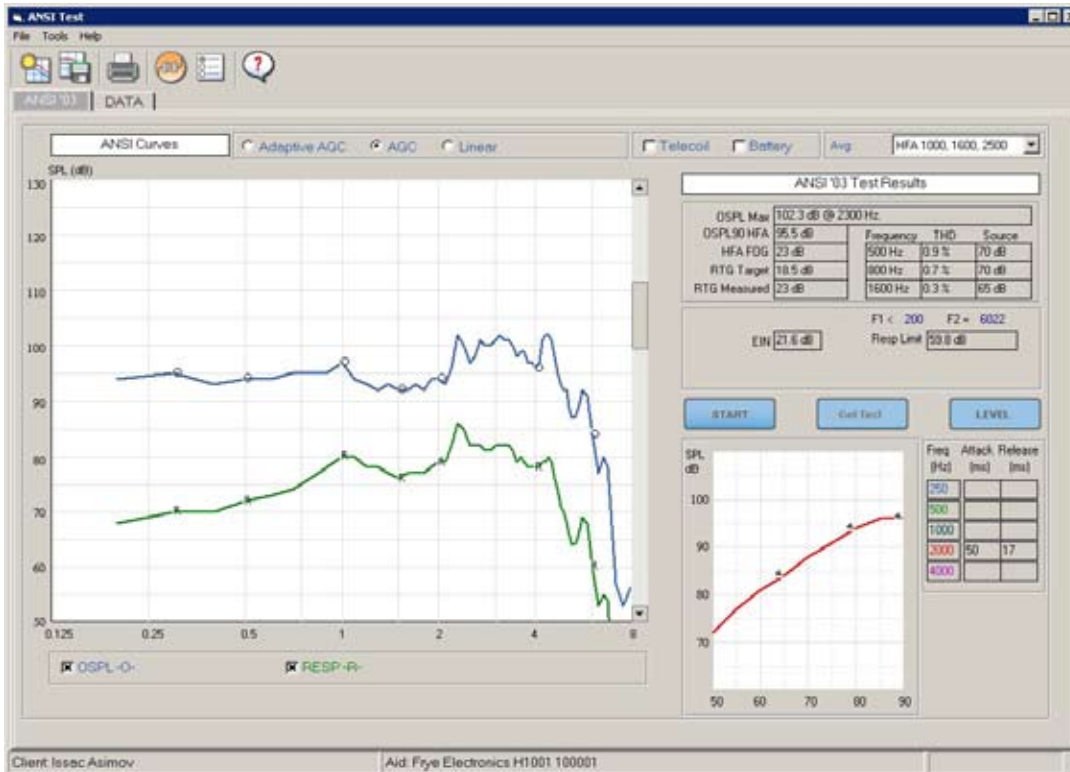 ANSI Test
File Tools Help
ANSI '03 DATA
ANSI Curves Adaptive AGC AGC Linear Telecoil Battery Avg HFA 1000, 1600, 2500
SPL (dB)
130
120
110
100
90
80
70
60
50
0.125 0.25 0.5 1 2 4 8
OSPL -O- RESP -R-
ANSI '03 Test Results
OSPL Max 102.3 dB @ 2300 Hz.
OSPL90 HFA 95.5 dB Frequency THD Source
HFA FOG 23 dB 500 Hz 0.9 % 70 dB
RTG Target 18.5 dB 800 Hz 0.7 % 70 dB
RTG Measured 23 dB 1600 Hz 0.3 % 65 dB
F1 < 200 F2 = 6022
EIN 21.6 dB Resp Limit 59.8 dB
START Get Test LEVEL
SPL
dB
100
90
80
70
50 60 70 80 90
Freq Attack Release
(Hz) (ms) (ms)
250
500
1000
2000 50 17
4000
Client: Issec Asimov Aid: Frye Electronics H1001 100001